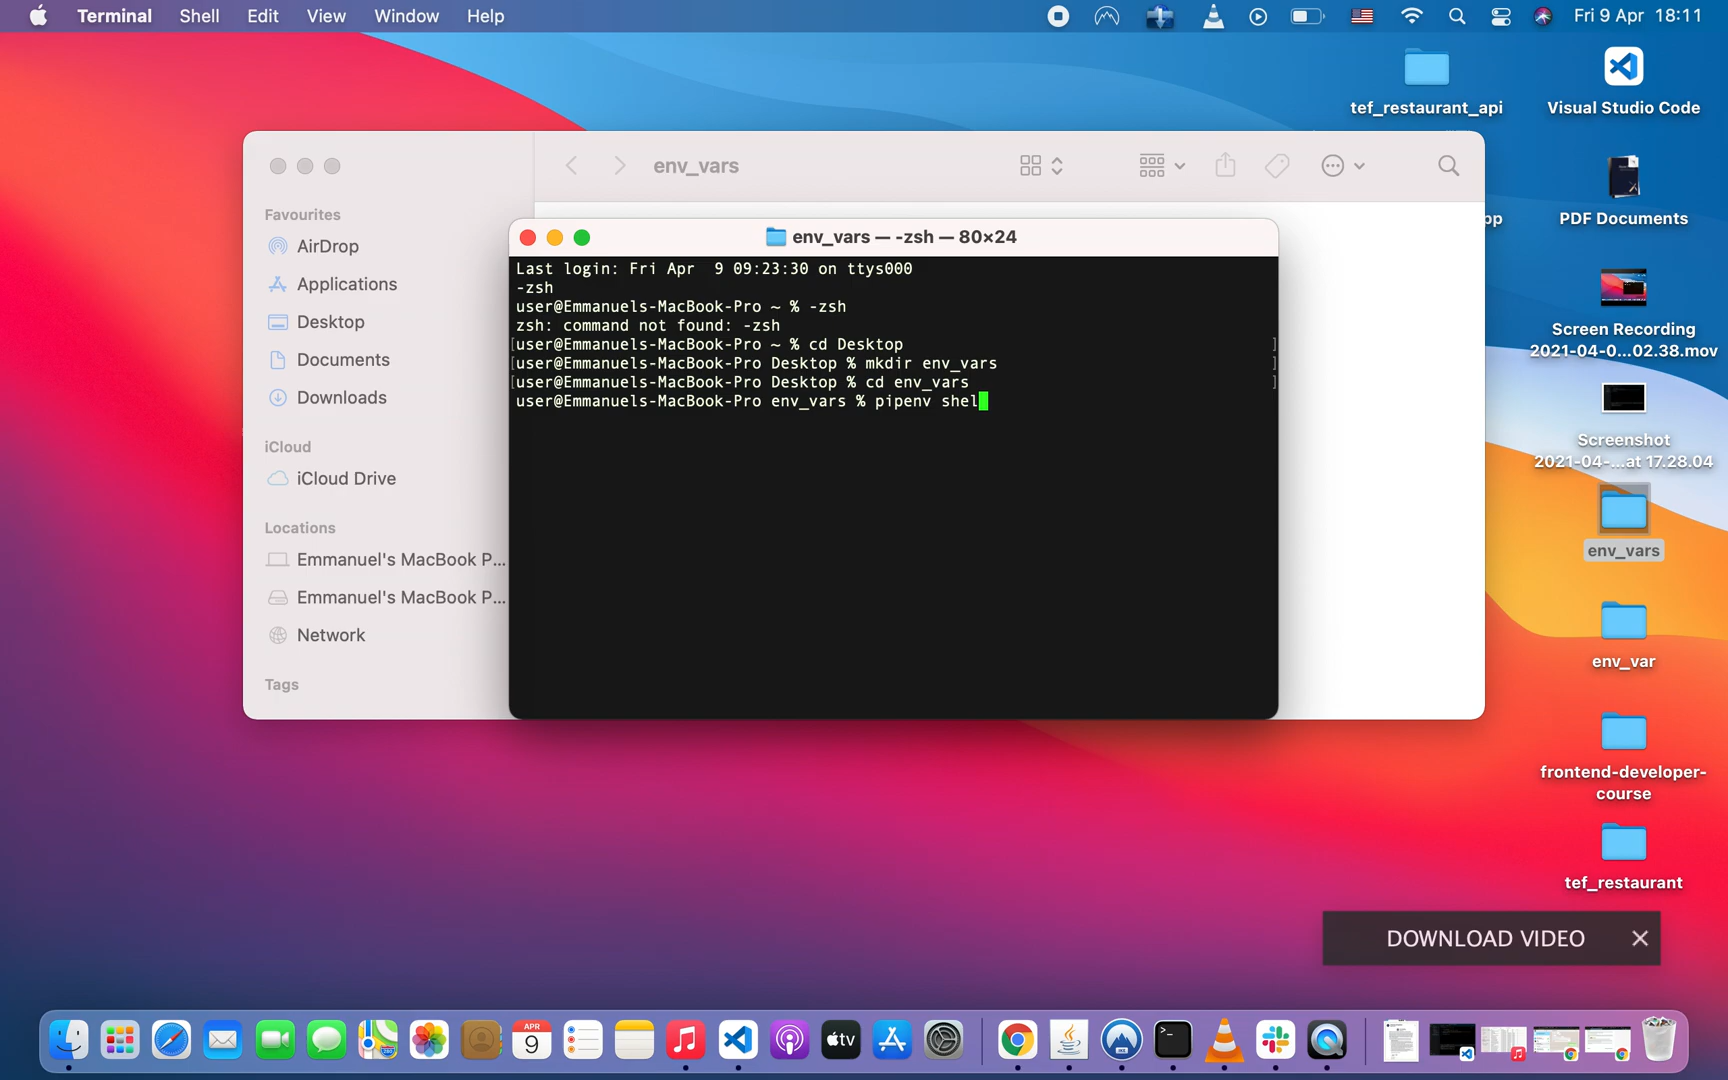 Terminal Shell Edit View Window Help Fri 9 Apr 18:11
tef_restaurant_api
Visual Studio Code
env_vars
pp
PDF Documents
Favourites
AirDrop
Applications
Desktop
Documents
Downloads
iCloud
iCloud Drive
Locations
Emmanuel's MacBook P...
Emmanuel's MacBook P...
Network
Tags
env_vars — -zsh — 80×24
Last login: Fri Apr  9 09:23:30 on ttys000
-zsh
user@Emmanuels-MacBook-Pro ~ % -zsh
zsh: command not found: -zsh
[user@Emmanuels-MacBook-Pro ~ % cd Desktop ]
[user@Emmanuels-MacBook-Pro Desktop % mkdir env_vars ]
[user@Emmanuels-MacBook-Pro Desktop % cd env_vars ]
user@Emmanuels-MacBook-Pro env_vars % pipenv shel
Screen Recording
2021-04-0...02.38.mov
Screenshot
2021-04-...at 17.28.04
env_vars
env_var
frontend-developer-
course
tef_restaurant
DOWNLOAD VIDEO
APR
9
tv